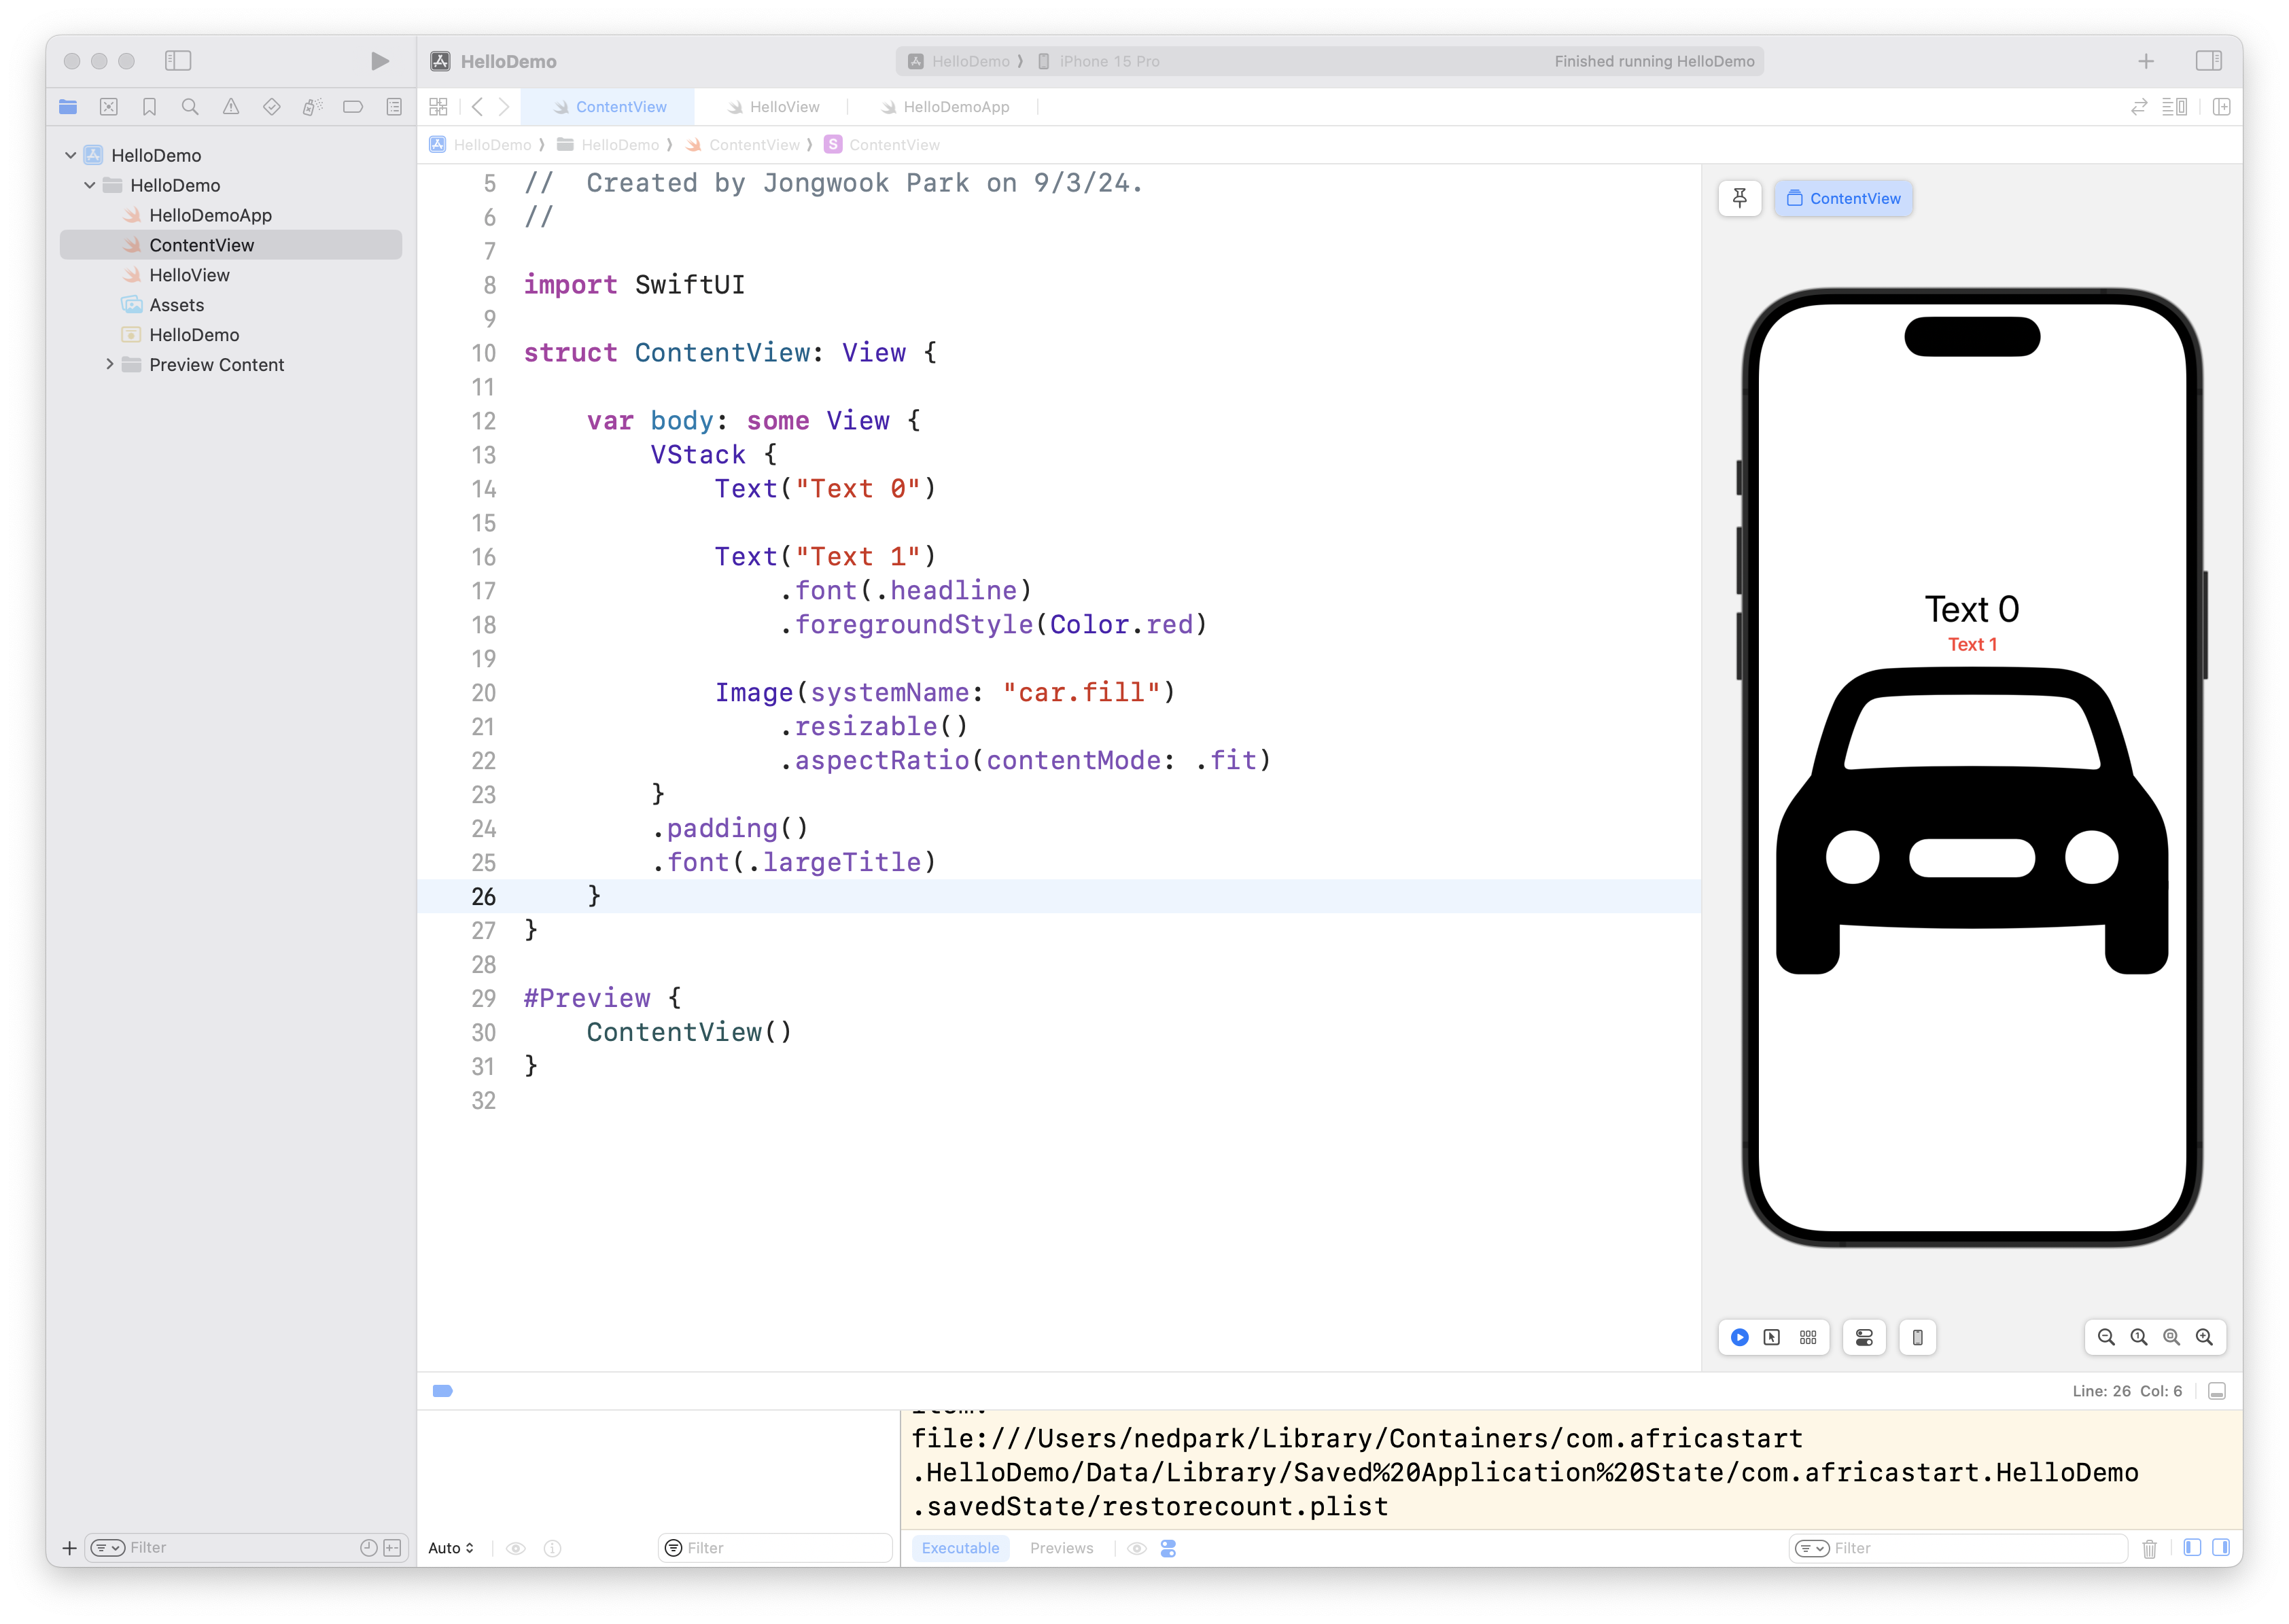 HelloDemo
HelloDemo
iPhone 15 Pro
Finished running HelloDemo
ContentView
HelloView
HelloDemoApp
HelloDemo
HelloDemo
ContentView
S ContentView
HelloDemo
HelloDemo
HelloDemoApp
ContentView
HelloView
Assets
HelloDemo
Preview Content
5 //  Created by Jongwook Park on 9/3/24.
6 //
7
8 import SwiftUI
9
10 struct ContentView: View {
11
12     var body: some View {
13         VStack {
14             Text("Text 0")
15
16             Text("Text 1")
17                 .font(.headline)
18                 .foregroundStyle(Color.red)
19
20             Image(systemName: "car.fill")
21                 .resizable()
22                 .aspectRatio(contentMode: .fit)
23         }
24         .padding()
25         .font(.largeTitle)
26     }
27 }
28
29 #Preview {
30     ContentView()
31 }
32
ContentView
Text 0
Text 1
Line: 26 Col: 6
file:///Users/nedpark/Library/Containers/com.africastart
.HelloDemo/Data/Library/Saved%20Application%20State/com.africastart.HelloDemo
.savedState/restorecount.plist
Filter
Auto
Filter
Executable
Previews
Filter